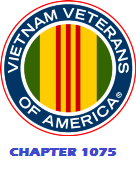 VIETNAM VETERANS
OF AMERICA®
CHAPTER 1075